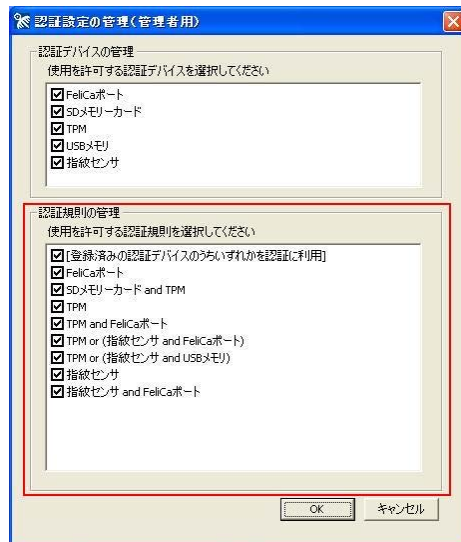 認証設定の管理(管理者用)
認証デバイスの管理
使用を許可する認証デバイスを選択してください
FeliCaポート
SDメモリーカード
TPM
USBメモリ
指紋センサ
認証規則の管理
使用を許可する認証規則を選択してください
[登録済みの認証デバイスのうちいずれかを認証に利用]
FeliCaポート
SDメモリーカード and TPM
TPM
TPM and FeliCaポート
TPM or (指紋センサ and FeliCaポート)
TPM or (指紋センサ and USBメモリ)
指紋センサ
指紋センサ and FeliCaポート
OK
キャンセル